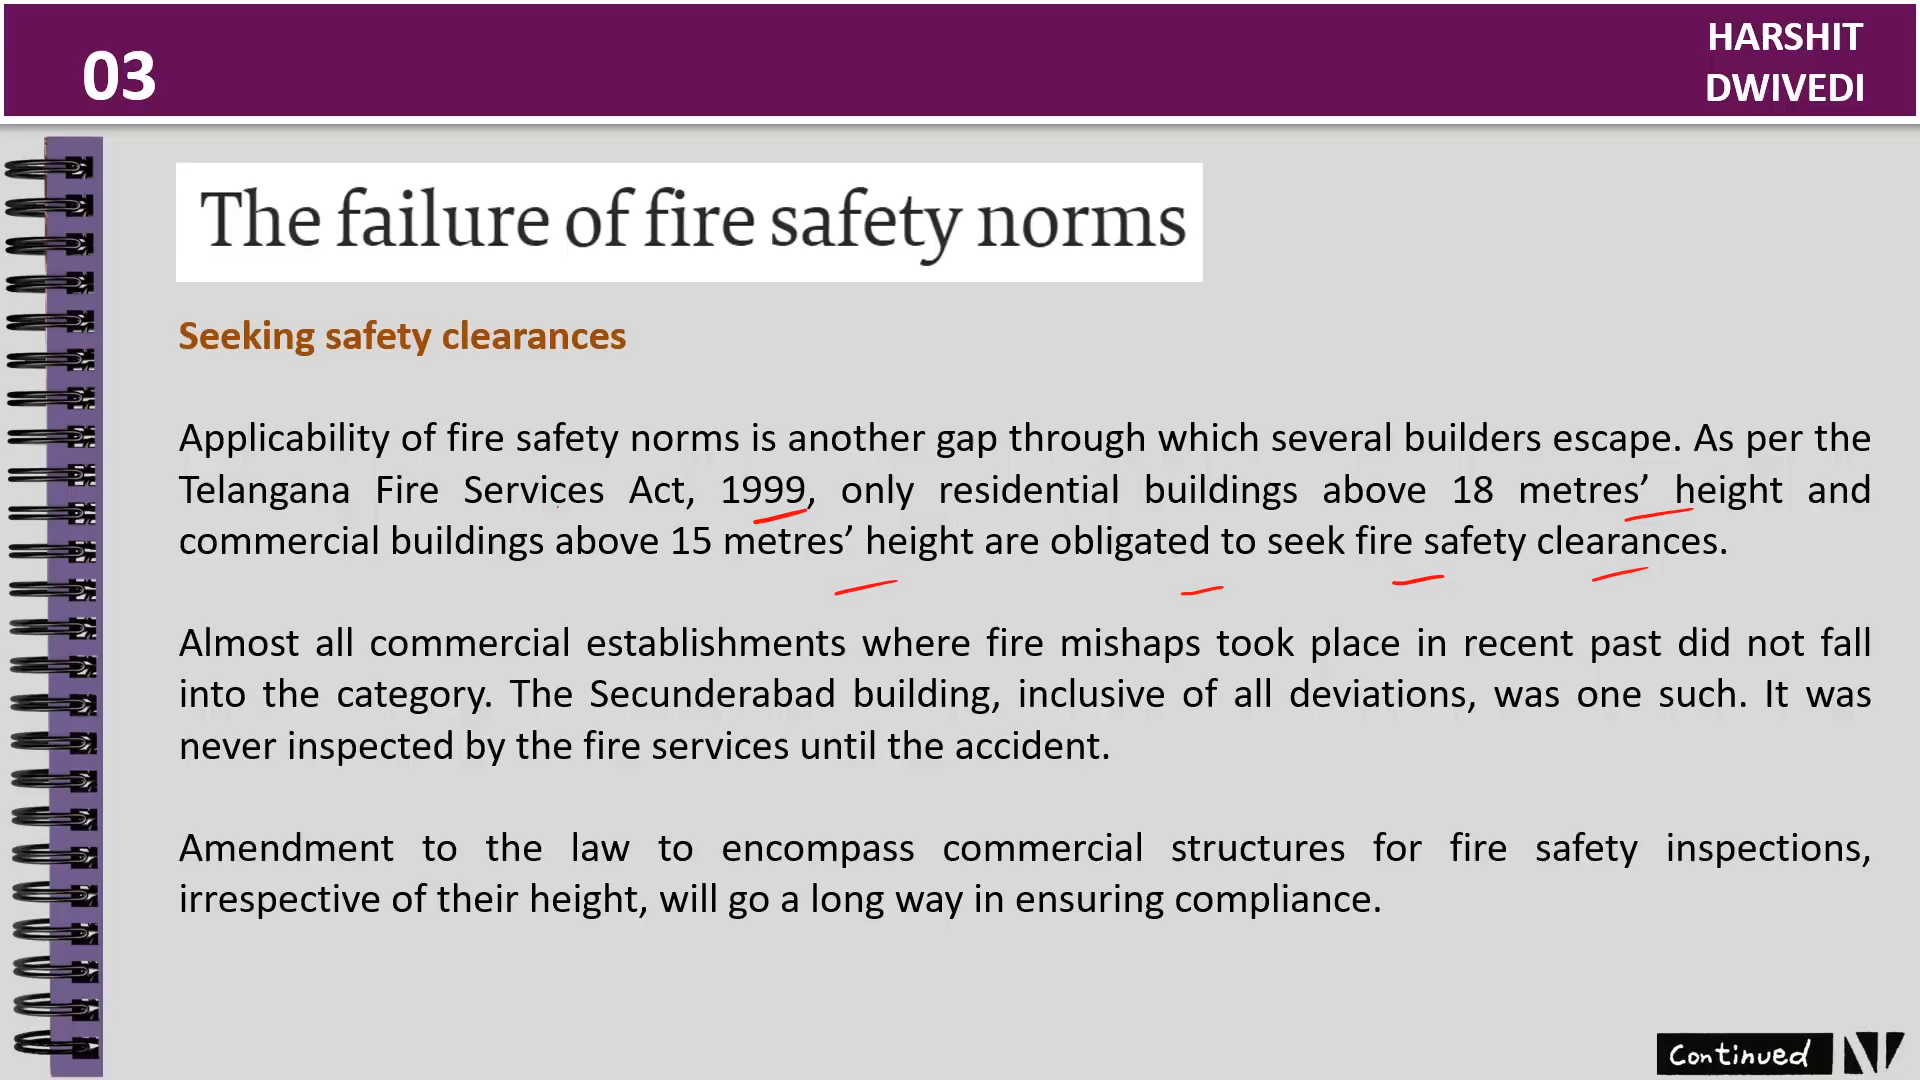 03
HARSHIT
DWIVEDI
The failure of fire safety norms
Seeking safety clearances
Applicability of fire safety norms is another gap through which several builders escape. As per the
Telangana Fire Services Act, 1999, only residential buildings above 18 metres’ height and
commercial buildings above 15 metres’ height are obligated to seek fire safety clearances.
Almost all commercial establishments where fire mishaps took place in recent past did not fall
into the category. The Secunderabad building, inclusive of all deviations, was one such. It was
never inspected by the fire services until the accident.
Amendment to the law to encompass commercial structures for fire safety inspections,
irrespective of their height, will go a long way in ensuring compliance.
Continued